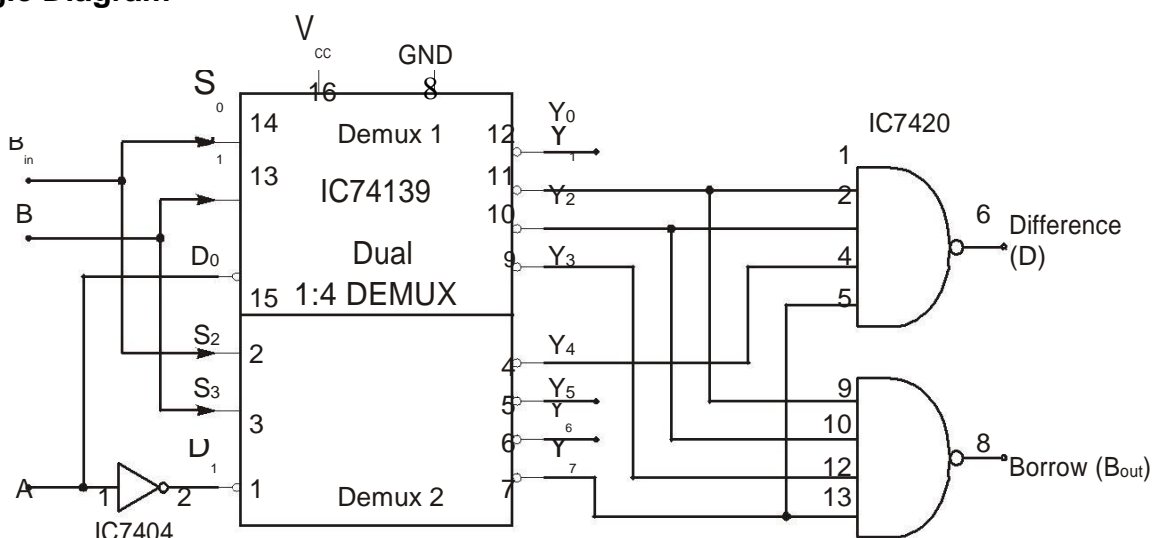 Logic Diagram
V
cc
GND
16
8
S
0
14
Demux 1
12
Y0
Y
1
IC7420
B
in
1
13
IC74139
11
Y2
10
1
2
6
Difference
(D)
B
Dual
1:4 DEMUX
D0
15
9
Y3
4
5
S2
2
4
Y4
S3
3
5
Y5
Y
6
9
10
D
1
6
Y
7
12
8
Borrow (Bout)
A
1
2
1
Demux 2
7
13
IC7404